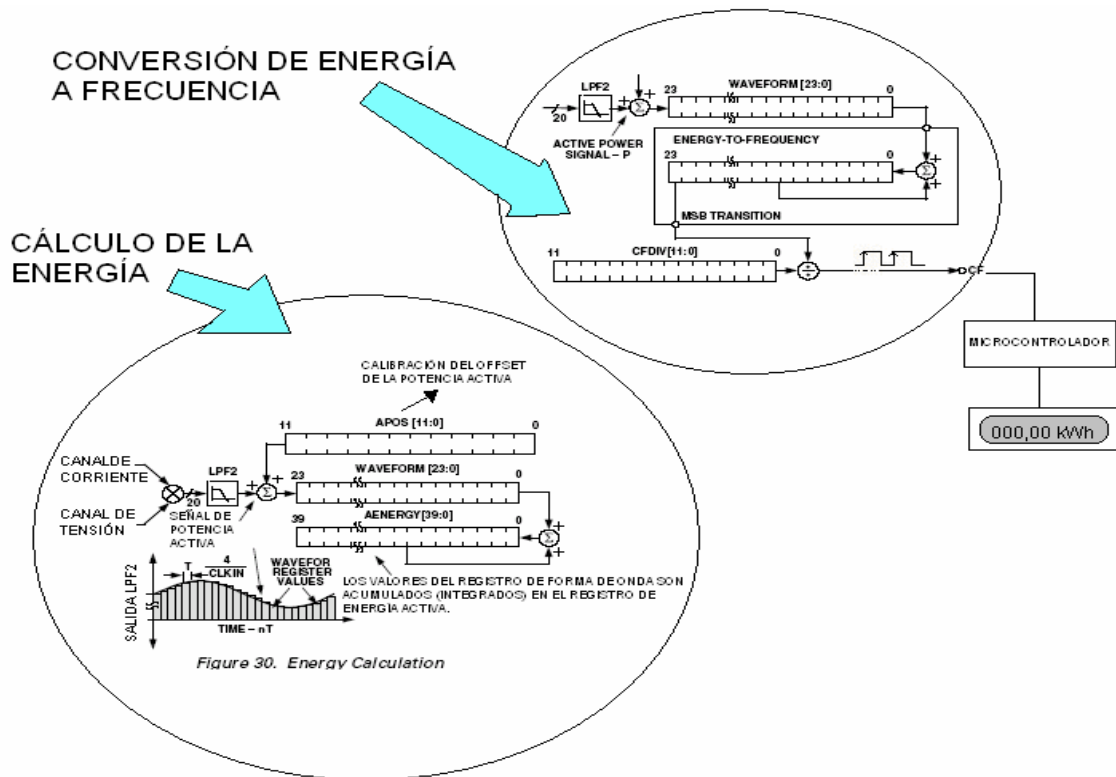 CONVERSIÓN DE ENERGÍA
A FRECUENCIA
LPF2
23
WAVEFORM [23:0]
0
20
+
+
Σ
ACTIVE POWER
SIGNAL – P
ENERGY-TO-FREQUENCY
23
0
+
Σ
+
MSB TRANSITION
11
CFDIV[11:0]
0
÷
CF
MICROCONTROLADOR
000,00 kWh
CÁLCULO DE LA
ENERGÍA
CALIBRACIÓN DEL OFFSET
DE LA POTENCIA ACTIVA
11
APOS [11:0]
0
CANALDE
CORRIENTE
CANAL DE
TENSIÓN
LPF2
20
+
+
Σ
23
WAVEFORM [23:0]
0
SEÑAL DE
POTENCIA
ACTIVA
39
AENERGY[39:0]
0
+
Σ
+
T
4
CLKIN
WAVEFOR
REGISTER
VALUES
LOS VALORES DEL REGISTRO DE FORMA DE ONDA SON
ACUMULADOS (INTEGRADOS) EN EL REGISTRO DE
ENERGÍA ACTIVA.
SALIDA LPF2
TIME – nT
Figure 30. Energy Calculation